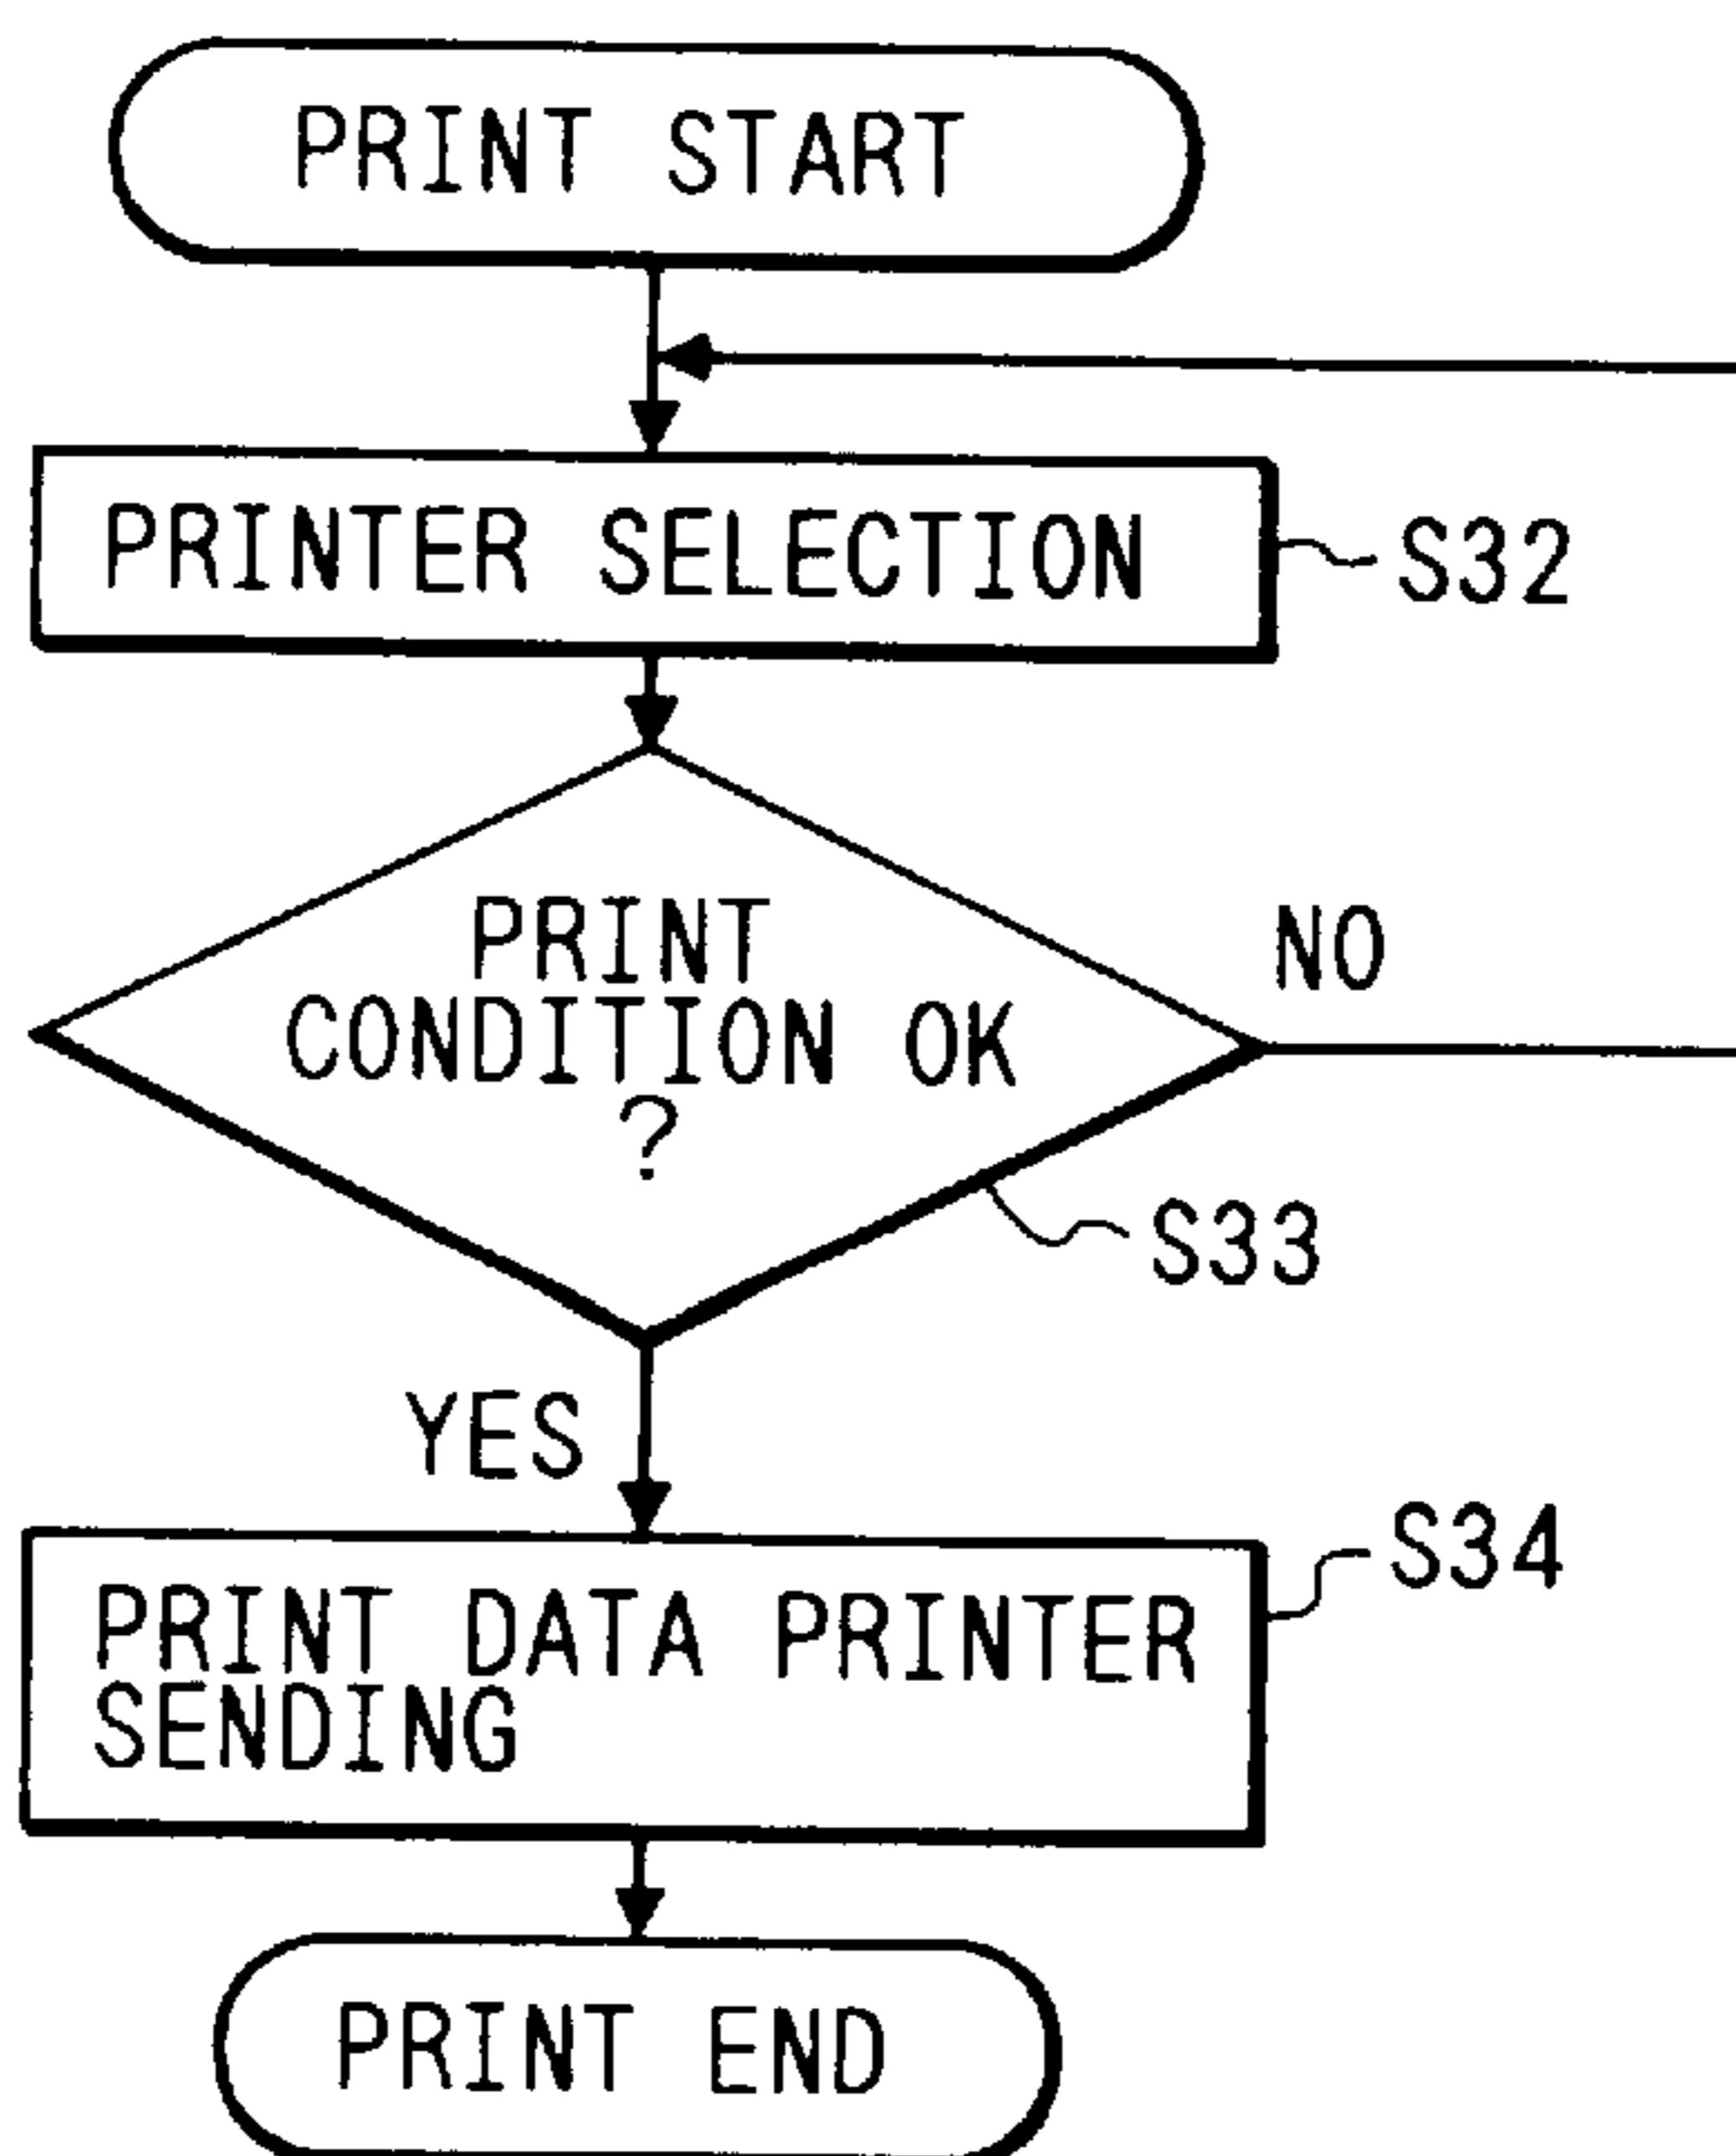 PRINT START
PRINTER SELECTION
S32
PRINT
CONDITION OK
?
NO
S33
YES
S34
PRINT DATA PRINTER
SENDING
PRINT END